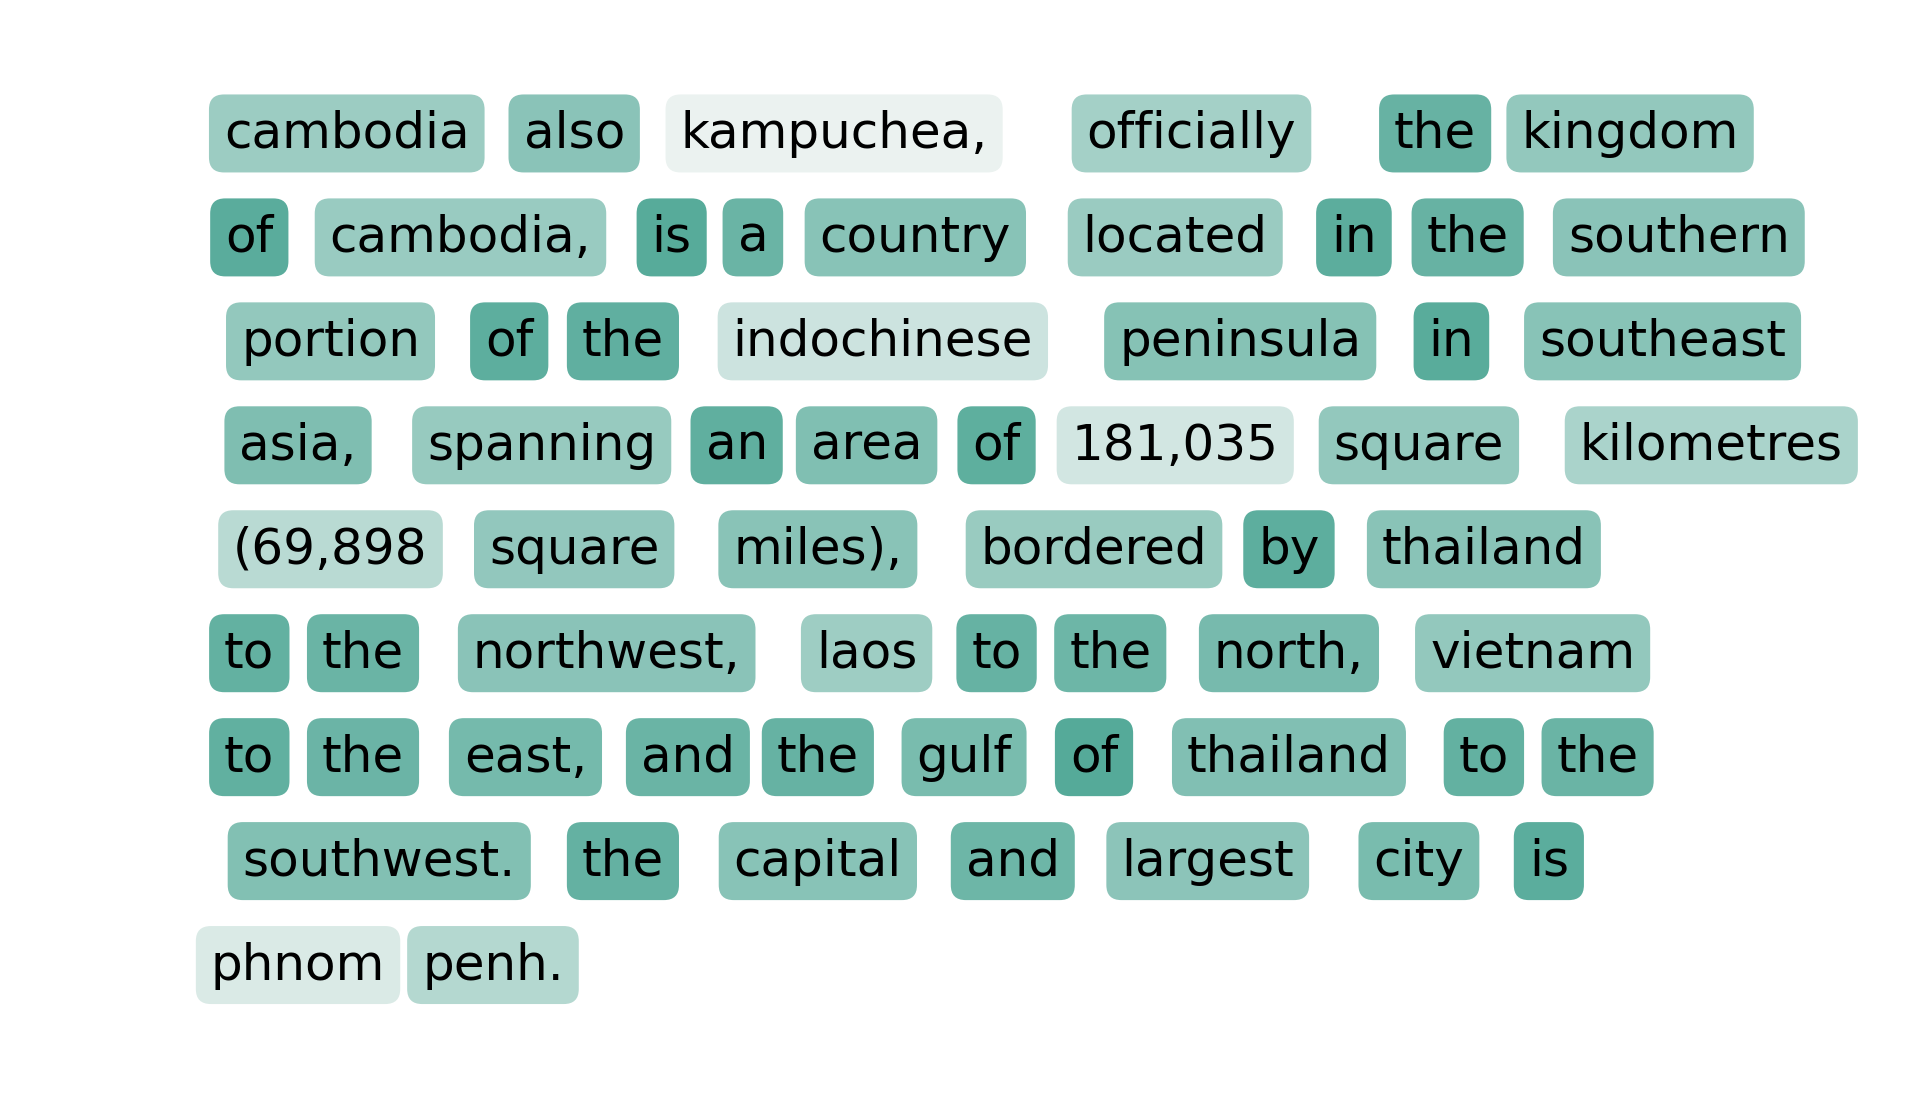 cambodia also kampuchea, officially the kingdom
of cambodia, is a country located in the southern
portion of the indochinese peninsula in southeast
asia, spanning an area of 181,035 square kilometres
(69,898 square miles), bordered by thailand
to the northwest, laos to the north, vietnam
to the east, and the gulf of thailand to the
southwest. the capital and largest city is
phnom penh.